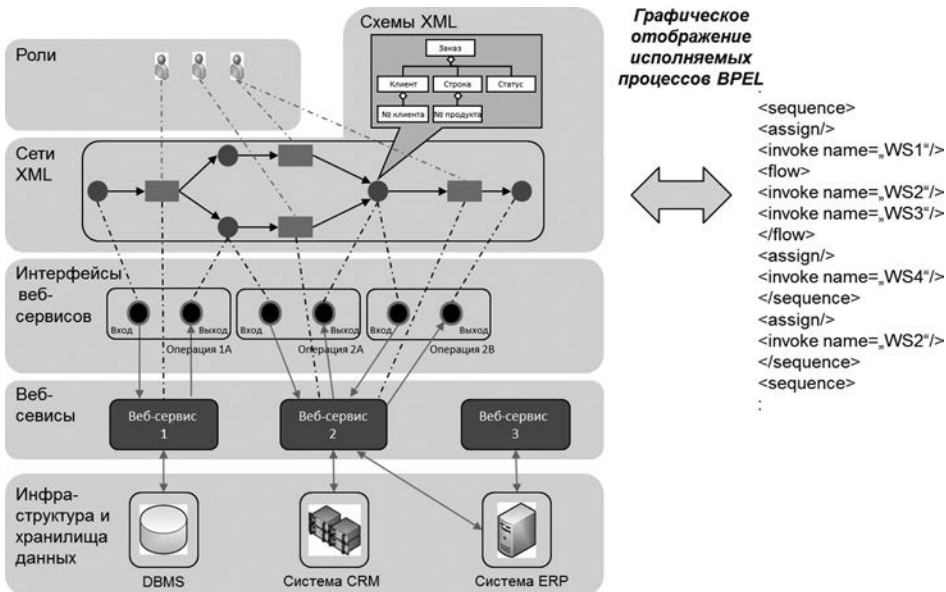 Схемы XML
Заказ
Клиент
Строка
Статус
№ клиента
№ продукта
Роли
Сети
XML
Интерфейсы
веб-
сервисов
Вход
Выход
Операция 1А
Вход
Выход
Операция 2А
Вход
Выход
Операция 2В
Веб-
севисы
Веб-сервис
1
Веб-сервис
2
Веб-сервис
3
Инфра-
структура и
хранилища
данных
DBMS
Система CRM
Система ERP
Графическое
отображение
исполняемых
процессов BPEL
:
<sequence>
<assign/>
<invoke name=„WS1“/>
<flow>
<invoke name=„WS2“/>
<invoke name=„WS3“/>
</flow>
<assign/>
<invoke name=„WS4“/>
</sequence>
<assign/>
<invoke name=„WS2“/>
</sequence>
<sequence>
: